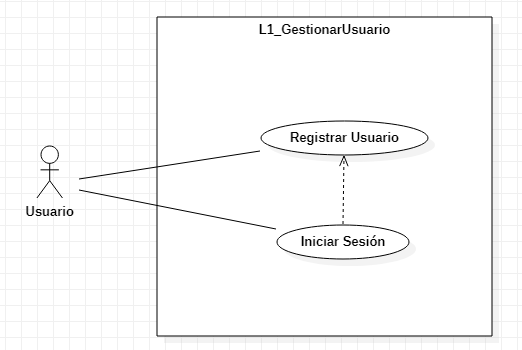 L1_GestionarUsuario
Registrar Usuario
Usuario
Iniciar Sesión